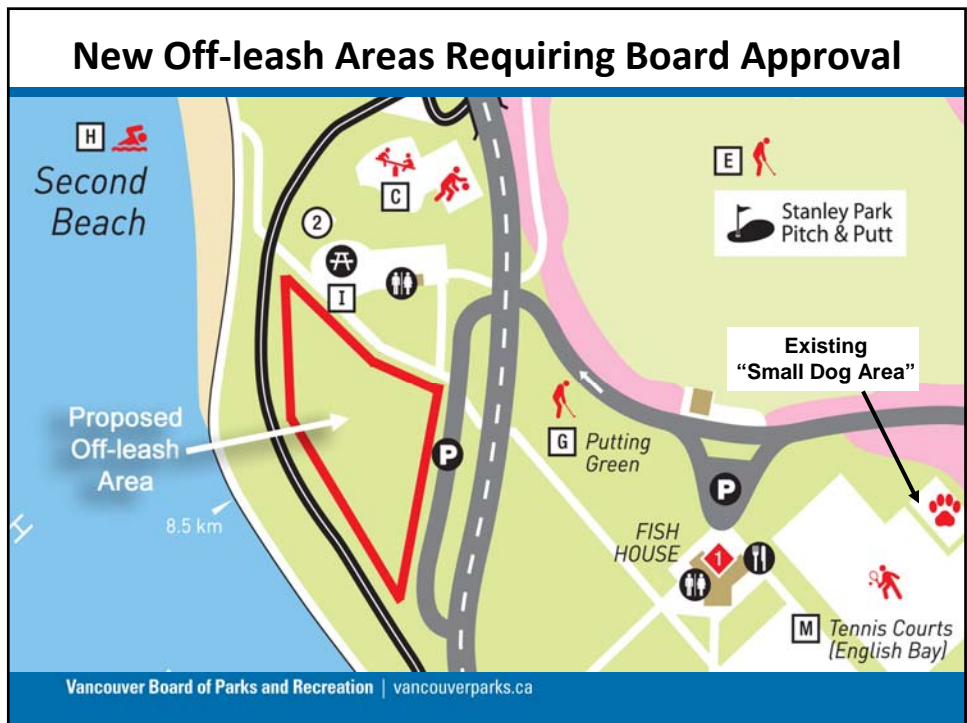 New Off-leash Areas Requiring Board Approval
H
Second
Beach
C
2
I
E
Stanley Park
Pitch & Putt
Existing
“Small Dog Area”
Proposed
Off-leash
Area
P
G Putting
Green
P
8.5 km
FISH
HOUSE
1
M Tennis Courts
(English Bay)
Vancouver Board of Parks and Recreation | vancouverparks.ca